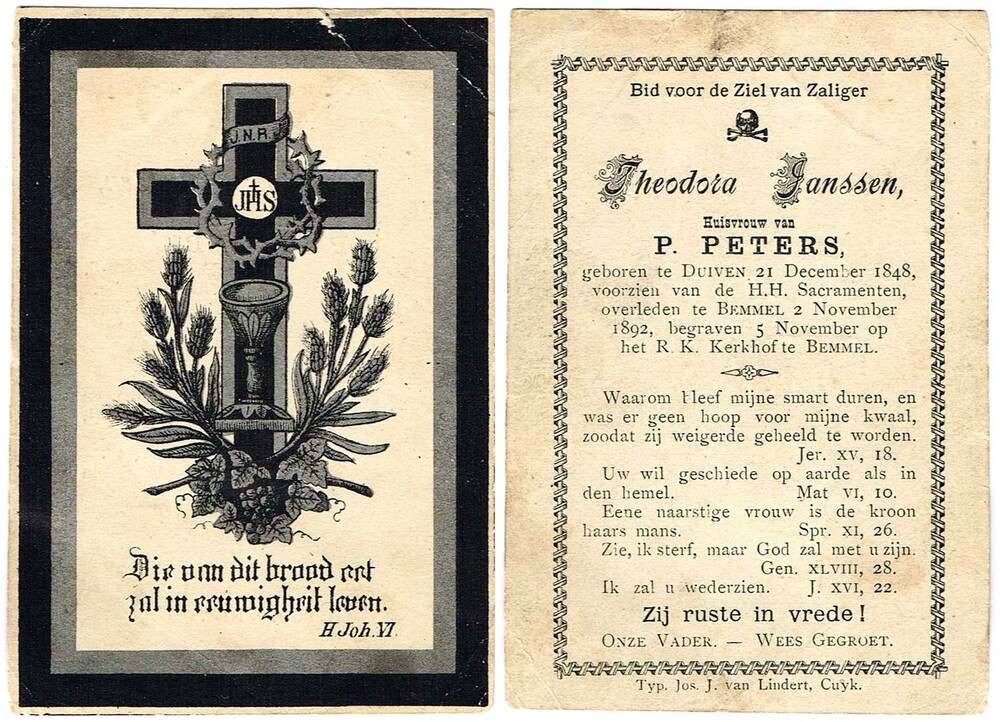 J.N.R.
JHS
Die van dit brood eet
zal in eeuwigheit leven.
H Joh. VI.
Bid voor de Ziel van Zaliger
Theodora Janssen,
Huisvrouw van
P. PETERS,
geboren te DUIVEN 21 December 1848,
voorzien van de H.H. Sacramenten,
overleden te BEMMEL 2 November
1892, begraven 5 November op
het R. K. Kerkhof te BEMMEL.
Waarom bleef mijne smart duren, en
was er geen hoop voor mijne kwaal,
zoodat zij weigerde geheeld te worden.
Jer. XV, 18.
Uw wil geschiede op aarde als in
den hemel. Mat VI, 10.
Eene naarstige vrouw is de kroon
haars mans. Spr. XI, 26.
Zie, ik sterf, maar God zal met u zijn.
Gen. XLVIII, 28.
Ik zal u wederzien. J. XVI, 22.
Zij ruste in vrede!
ONZE VADER. — WEES GEGROET.
Typ. Jos. J. van Lindert, Cuyk.